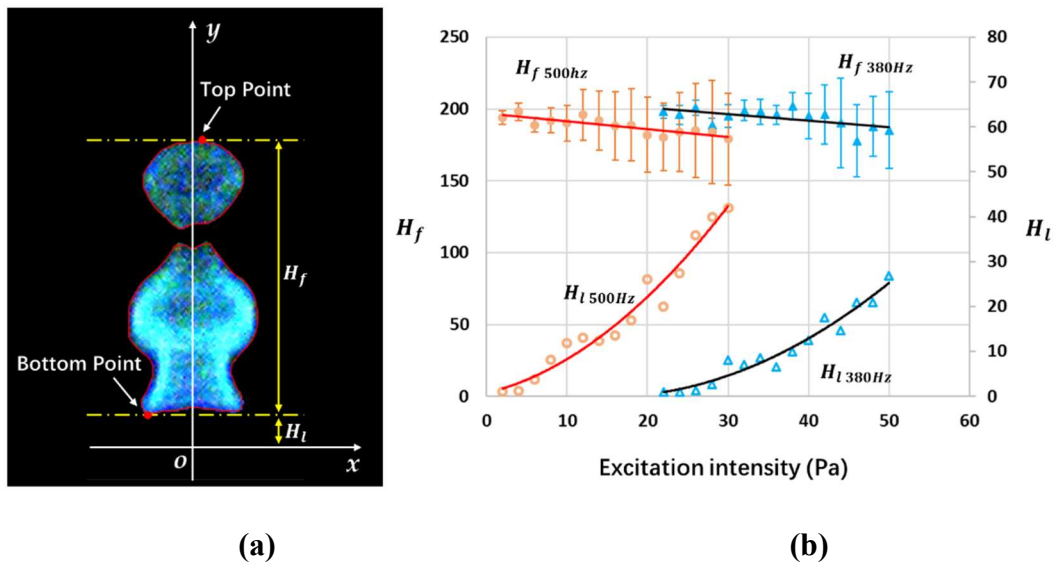 y
Top Point
H_f
Bottom Point
H_l
o
x
(a)
250
200
150
100
50
0
H_f
H_f 500hz
H_f 380Hz
H_l 500Hz
H_l 380Hz
80
70
60
50
40
30
20
10
0
H_l
0 10 20 30 40 50 60
Excitation intensity (Pa)
(b)